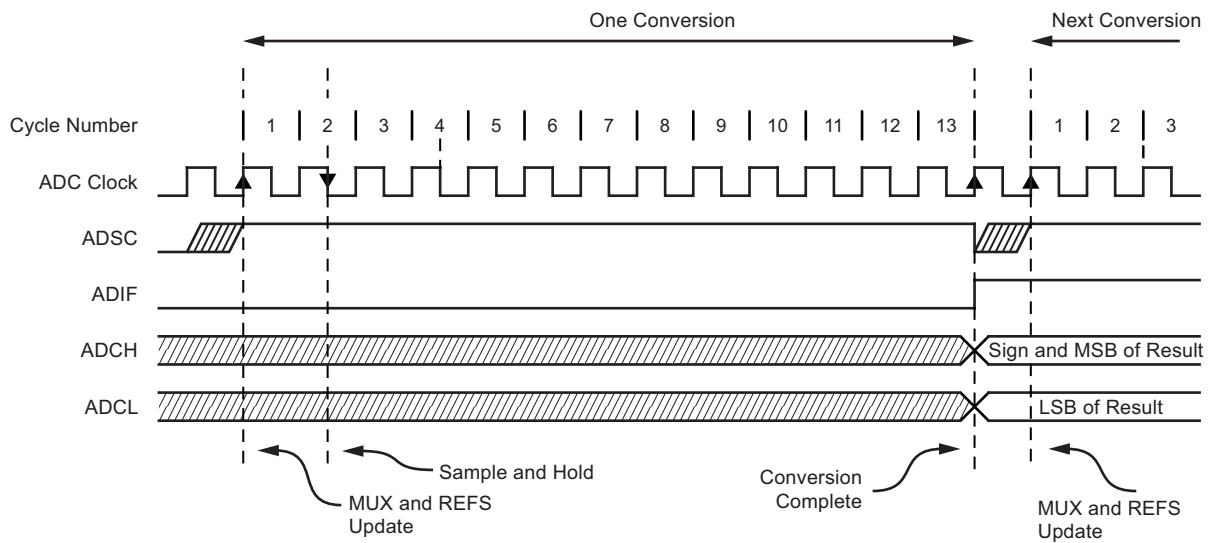 One Conversion
Next Conversion
Cycle Number
1 2 3 4 5 6 7 8 9 10 11 12 13 1 2 3
ADC Clock
ADSC
ADIF
ADCH
Sign and MSB of Result
ADCL
LSB of Result
Sample and Hold
MUX and REFS
Update
Conversion
Complete
MUX and REFS
Update